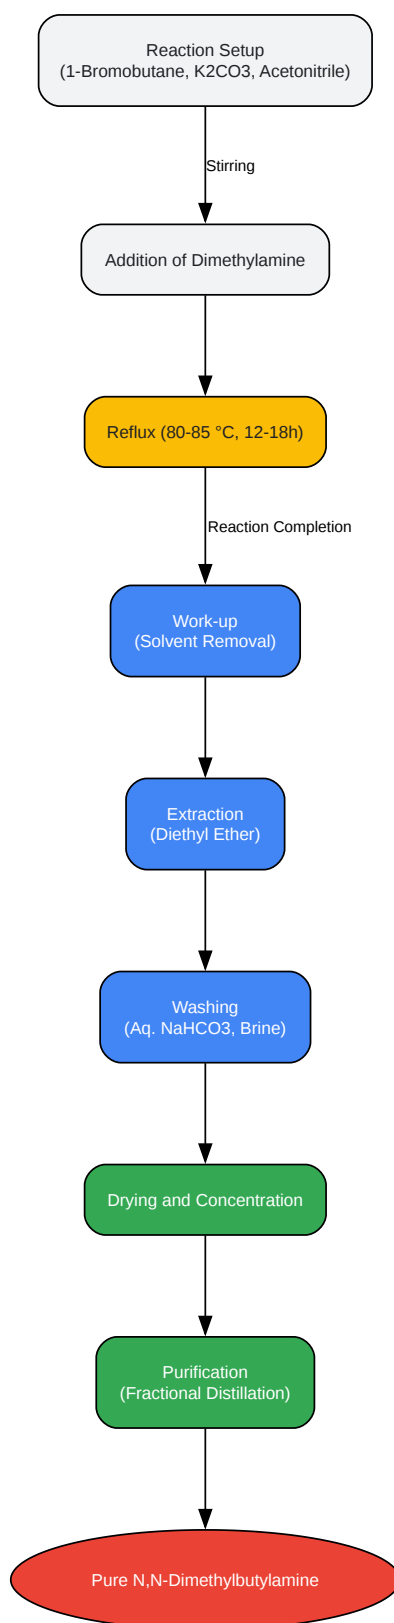 Reaction Setup
(1-Bromobutane, K2CO3, Acetonitrile)
Stirring
Addition of Dimethylamine
Reflux (80-85 °C, 12-18h)
Reaction Completion
Work-up
(Solvent Removal)
Extraction
(Diethyl Ether)
Washing
(Aq. NaHCO3, Brine)
Drying and Concentration
Purification
(Fractional Distillation)
Pure N,N-Dimethylbutylamine